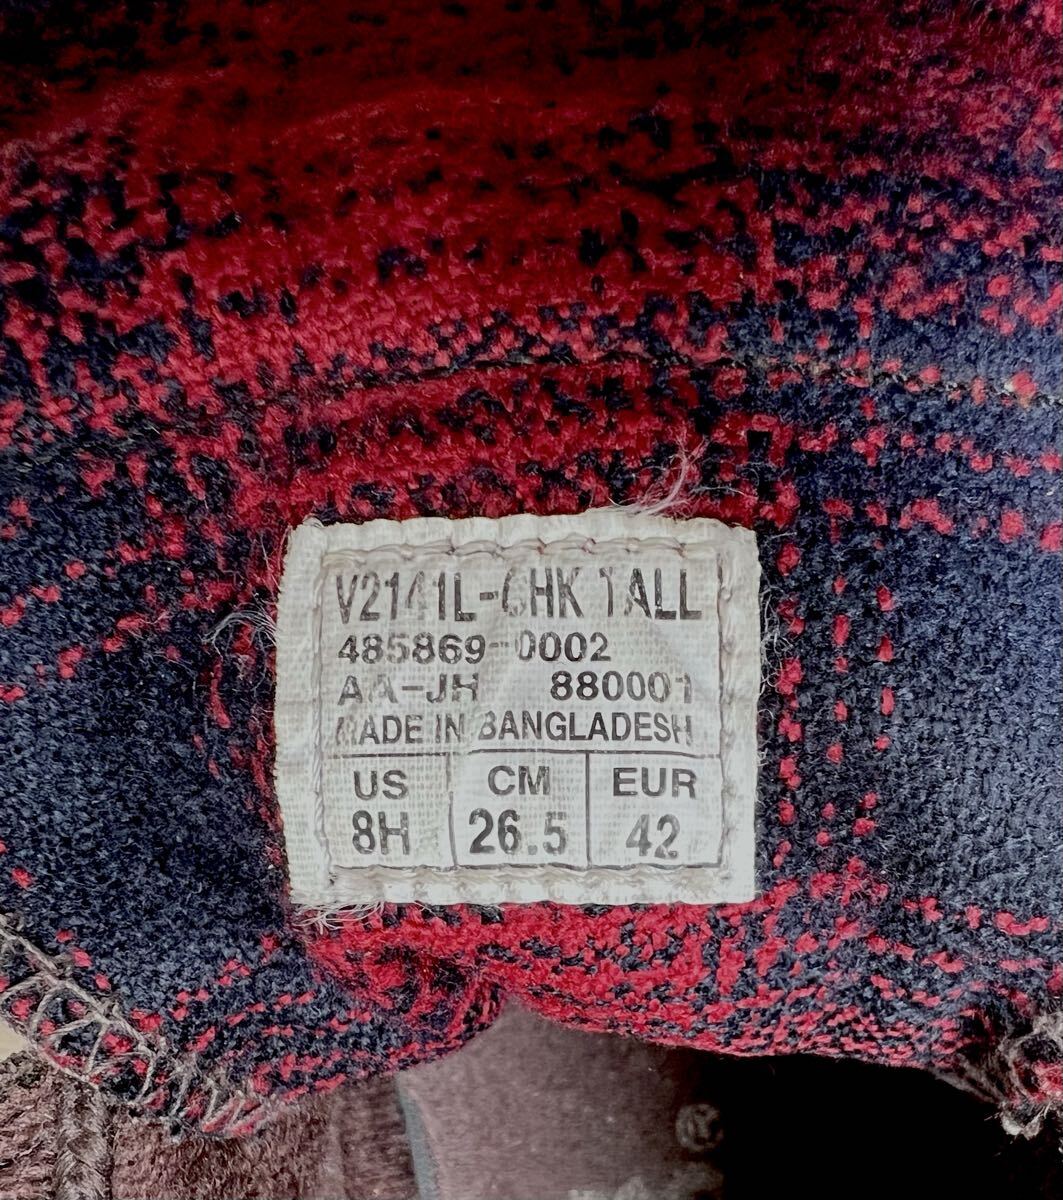 V2141L-CHK TALL
485869-0002
AA-JH 880001
MADE IN BANGLADESH
US CM EUR
8H 26.5 42
®